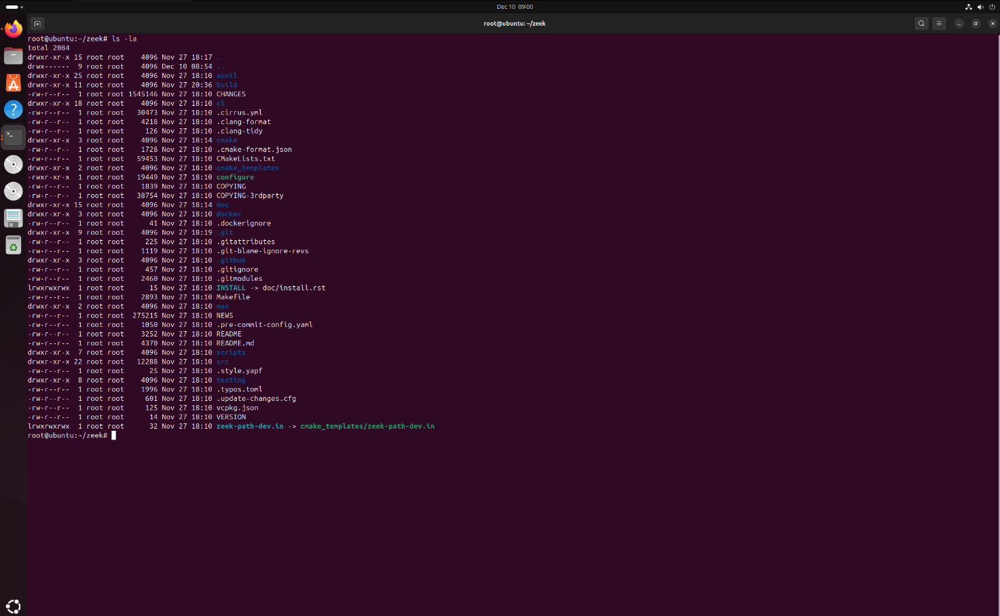 Dec 10 09:00
root@ubuntu: ~/zeek
root@ubuntu:~/zeek# ls -la
total 2084
drwxr-xr-x 15 root root    4096 Nov 27 18:17 .
drwx------  9 root root    4096 Dec 10 08:54 ..
drwxr-xr-x 25 root root    4096 Nov 27 18:10 auxil
drwxr-xr-x 11 root root    4096 Nov 27 20:36 build
-rw-r--r--  1 root root 1545146 Nov 27 18:10 CHANGES
drwxr-xr-x 18 root root    4096 Nov 27 18:10 ci
-rw-r--r--  1 root root   30473 Nov 27 18:10 .cirrus.yml
-rw-r--r--  1 root root    4218 Nov 27 18:10 .clang-format
-rw-r--r--  1 root root     126 Nov 27 18:10 .clang-tidy
drwxr-xr-x  3 root root    4096 Nov 27 18:14 cmake
-rw-r--r--  1 root root    1728 Nov 27 18:10 .cmake-format.json
-rw-r--r--  1 root root   59453 Nov 27 18:10 CMakeLists.txt
drwxr-xr-x  2 root root    4096 Nov 27 18:10 cmake_templates
-rwxr-xr-x  1 root root   19449 Nov 27 18:10 configure
-rw-r--r--  1 root root    1839 Nov 27 18:10 COPYING
-rw-r--r--  1 root root   38754 Nov 27 18:10 COPYING-3rdparty
drwxr-xr-x 15 root root    4096 Nov 27 18:14 doc
drwxr-xr-x  3 root root    4096 Nov 27 18:10 docker
-rw-r--r--  1 root root      41 Nov 27 18:10 .dockerignore
drwxr-xr-x  9 root root    4096 Nov 27 18:19 .git
-rw-r--r--  1 root root     225 Nov 27 18:10 .gitattributes
-rw-r--r--  1 root root    1119 Nov 27 18:10 .git-blame-ignore-revs
drwxr-xr-x  3 root root    4096 Nov 27 18:10 .github
-rw-r--r--  1 root root     457 Nov 27 18:10 .gitignore
-rw-r--r--  1 root root    2460 Nov 27 18:10 .gitmodules
lrwxrwxrwx  1 root root      15 Nov 27 18:10 INSTALL -> doc/install.rst
-rw-r--r--  1 root root    2893 Nov 27 18:10 Makefile
drwxr-xr-x  2 root root    4096 Nov 27 18:10 man
-rw-r--r--  1 root root  275215 Nov 27 18:10 NEWS
-rw-r--r--  1 root root    1050 Nov 27 18:10 .pre-commit-config.yaml
-rw-r--r--  1 root root    3252 Nov 27 18:10 README
-rw-r--r--  1 root root    4370 Nov 27 18:10 README.md
drwxr-xr-x  7 root root    4096 Nov 27 18:10 scripts
drwxr-xr-x 22 root root   12288 Nov 27 18:10 src
-rw-r--r--  1 root root      25 Nov 27 18:10 .style.yapf
drwxr-xr-x  8 root root    4096 Nov 27 18:10 testing
-rw-r--r--  1 root root    1996 Nov 27 18:10 .typos.toml
-rw-r--r--  1 root root     601 Nov 27 18:10 .update-changes.cfg
-rw-r--r--  1 root root     125 Nov 27 18:10 vcpkg.json
-rw-r--r--  1 root root      14 Nov 27 18:10 VERSION
lrwxrwxrwx  1 root root      32 Nov 27 18:10 zeek-path-dev.in -> cmake_templates/zeek-path-dev.in
root@ubuntu:~/zeek#